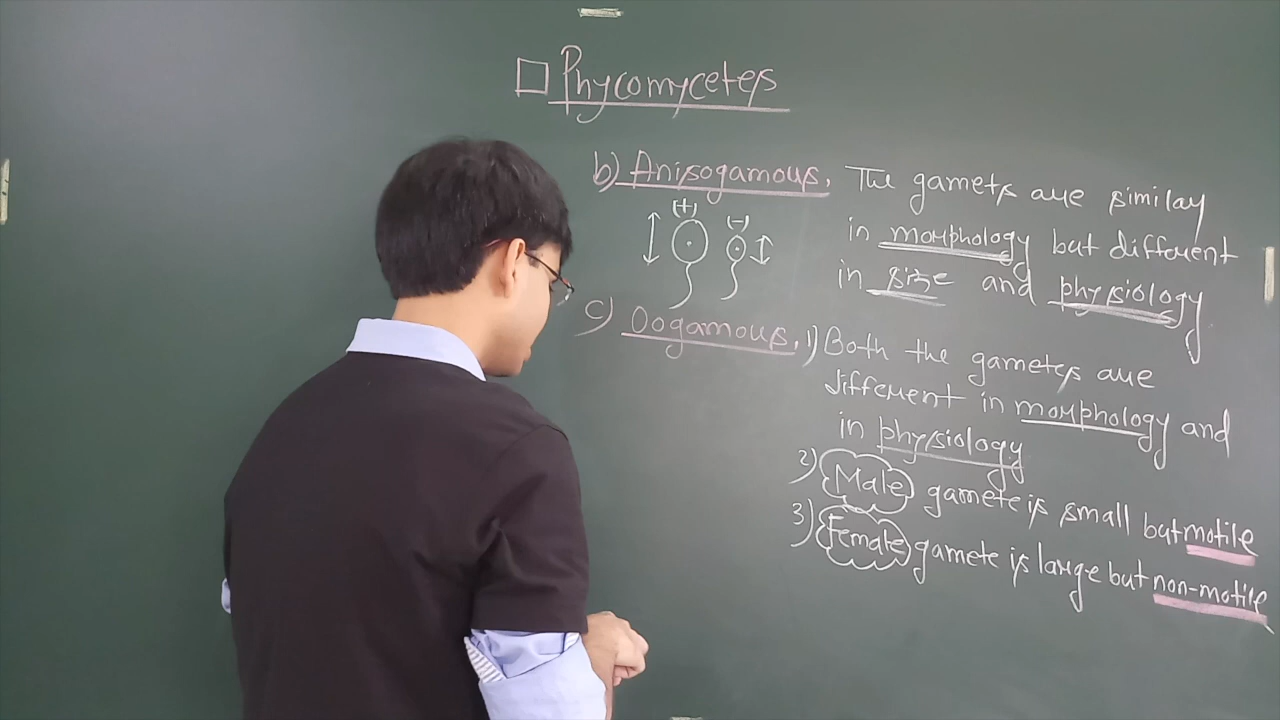 Phycomycetes
b) Anisogamous. The gamets are similar
in morphology but different
in size and physiology
(+) (-)
c) Oogamous. 1) Both the gametes are
different in morphology and
in physiology
2) Male gamete is small but motile
3) Female gamete is large but non-motile